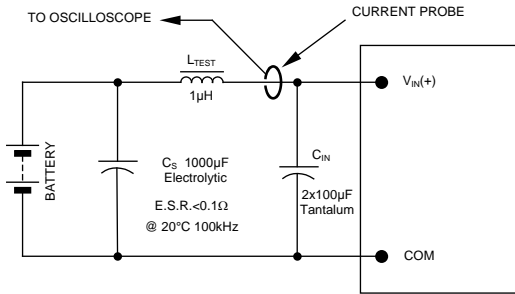 TO OSCILLOSCOPE
CURRENT PROBE
LTEST
1µH
VIN(+)
BATTERY
CS 1000µF
Electrolytic
E.S.R.<0.1Ω
@ 20°C 100kHz
CIN
2x100µF
Tantalum
COM